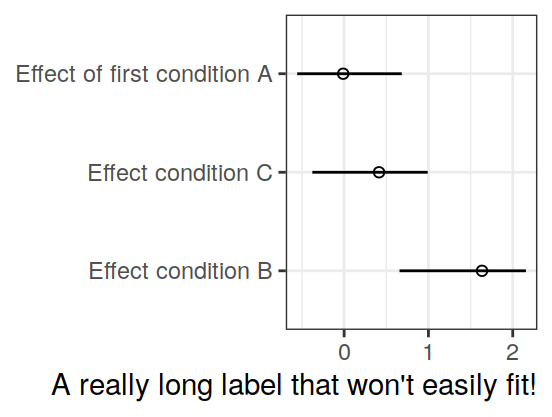 Effect of first condition A
Effect condition C
Effect condition B
0 1 2
A really long label that won't easily fit!